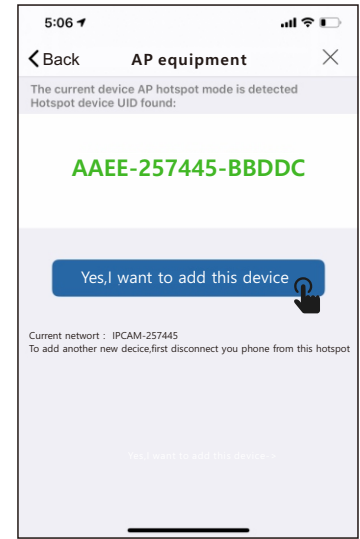 5:06
Back AP equipment
The current device AP hotspot mode is detected
Hotspot device UID found:
AAEE-257445-BBDDC
Yes,I want to add this device
Current networt : IPCAM-257445
To add another new decice,first disconnect you phone from this hotspot
Yes,I want to add this device->